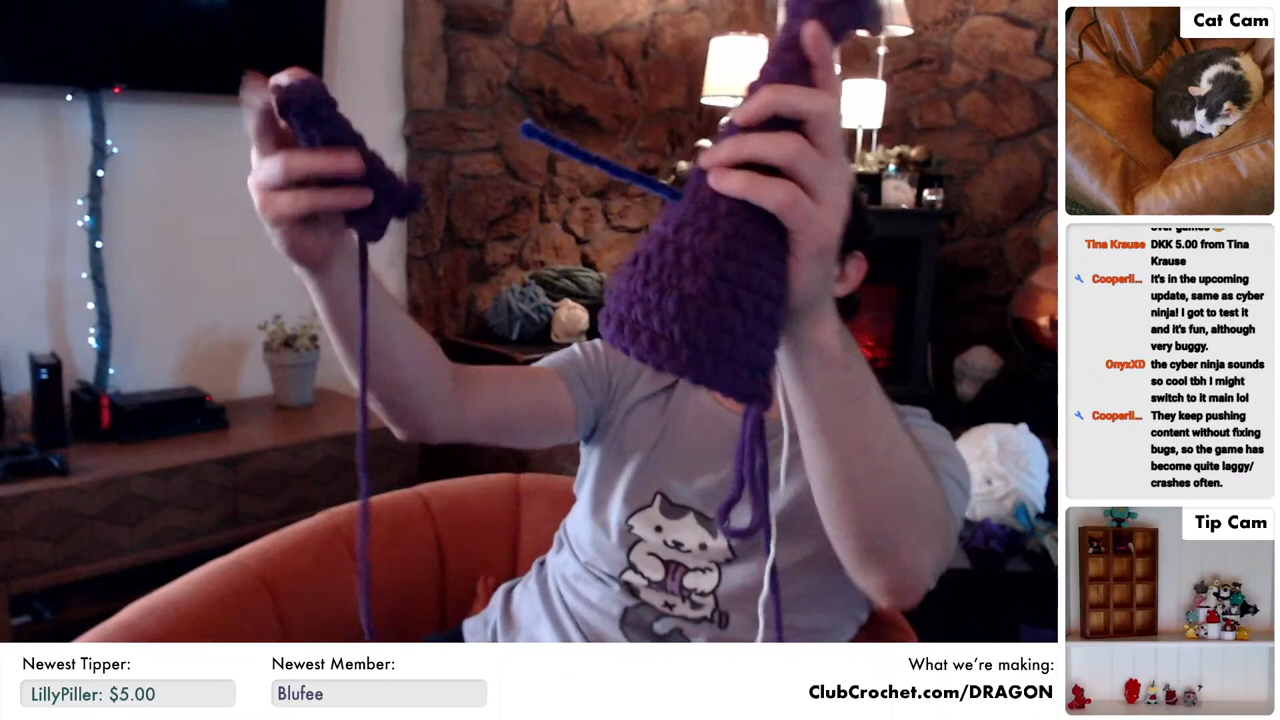 Cat Cam
Tina Krause DKK 5.00 from Tina
Krause
Cooperli... It's in the upcoming
update, same as cyber
ninja! I got to test it
and it's fun, although
very buggy.
OnyxXD the cyber ninja sounds
so cool tbh I might
switch to it main lol
Cooperli... They keep pushing
content without fixing
bugs, so the game has
become quite laggy/
crashes often.
Tip Cam
Newest Tipper:
LillyPiller: $5.00
Newest Member:
Blufee
What we're making:
ClubCrochet.com/DRAGON